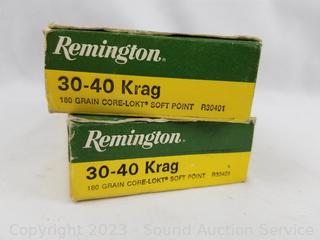 Remington®
30-40 Krag
180 GRAIN CORE-LOKT® SOFT POINT R30401
Remington®
30-40 Krag
180 GRAIN CORE-LOKT® SOFT POINT R30401
Copyright 2023 - Sound Auction Service